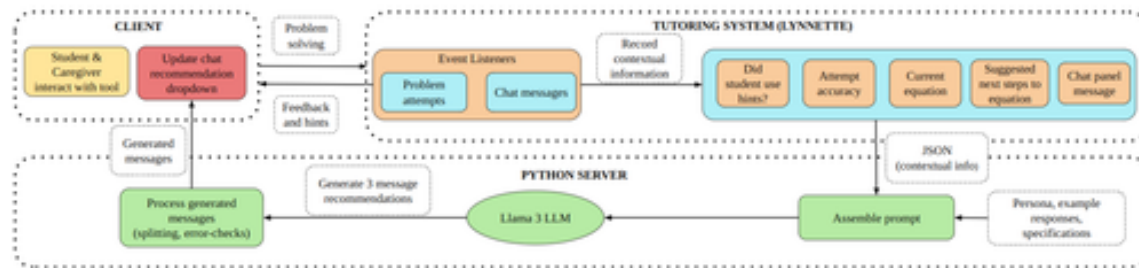 CLIENT
Student &
Caregiver
interact with tool
Update chat
recommendation
dropdown
Problem
solving
Feedback
and hints
TUTORING SYSTEM (LYNNETTE)
Event Listeners
Problem
attempts
Chat messages
Record
contextual
information
Did
student use
hints?
Attempt
accuracy
Current
equation
Suggested
next steps to
equation
Chat panel
message
Generated
messages
JSON
(contextual info)
PYTHON SERVER
Process generated
messages
(splitting, error-checks)
Generate 3 message
recommendations
Llama 3 LLM
Assemble prompt
Persona, example
responses,
specifications